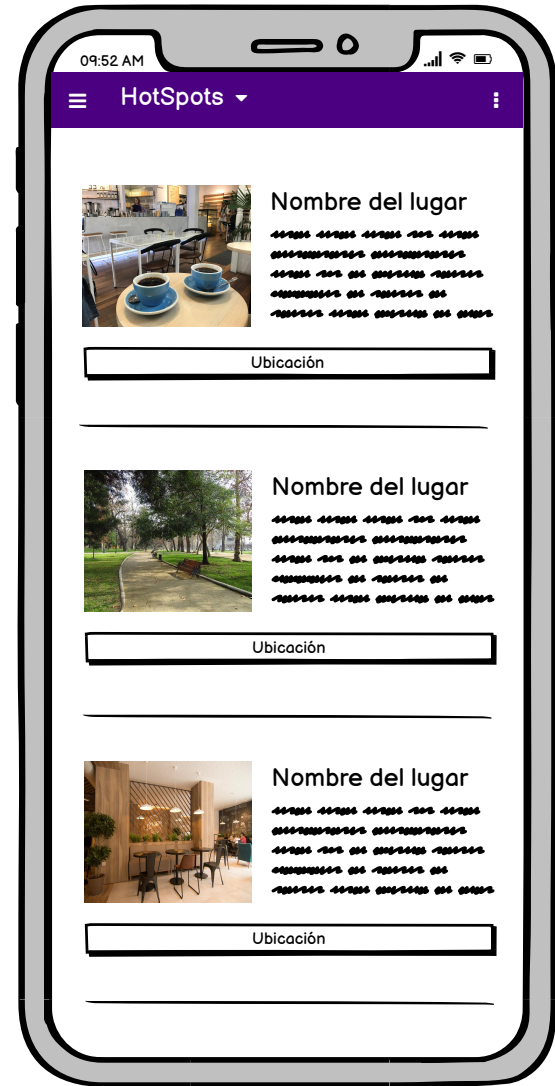 09:52 AM
HotSpots
Nombre del lugar
Ubicación
Nombre del lugar
Ubicación
Nombre del lugar
Ubicación